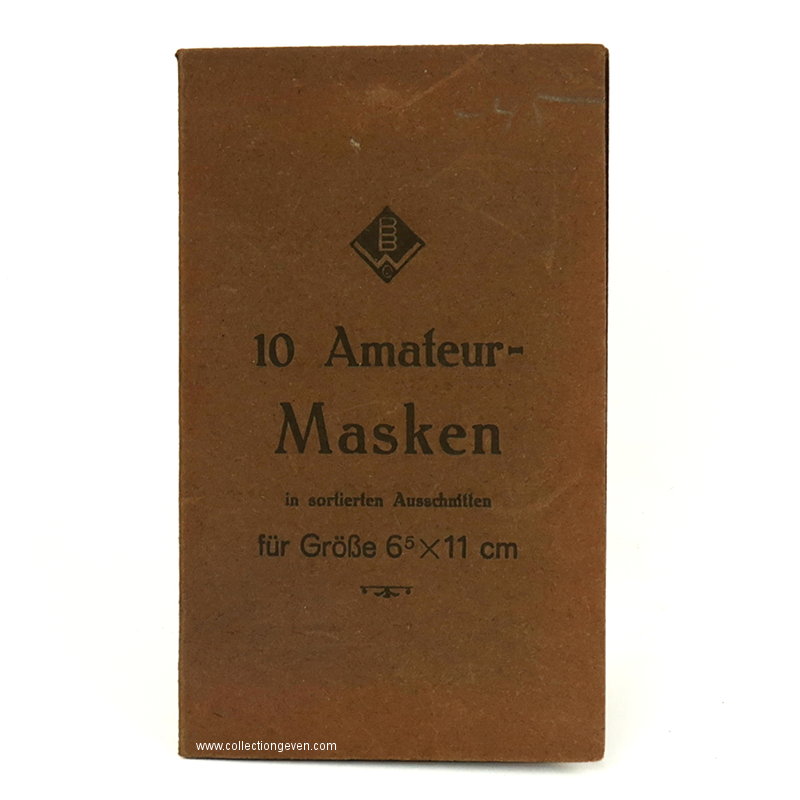 10 Amateur-
Masken
in sortierten Ausschnitten
für Größe 6⁵×11 cm
www.collectiongeven.com